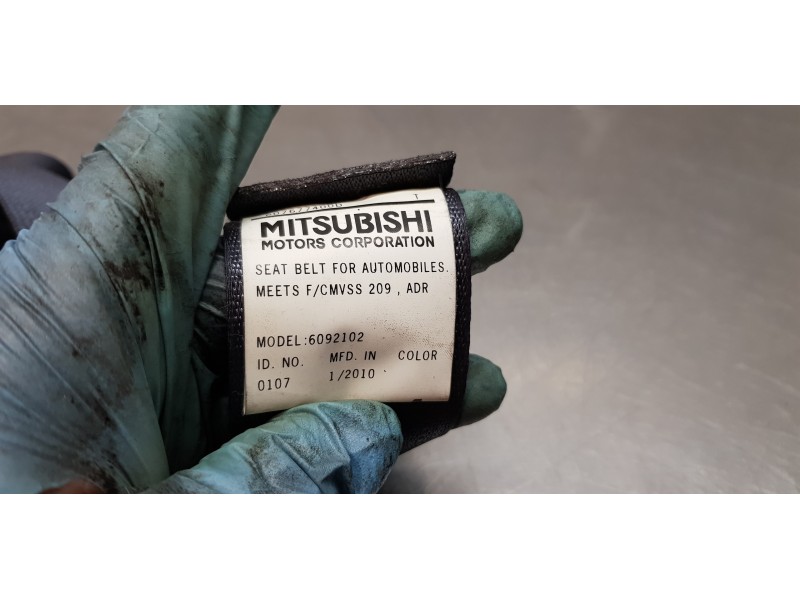 MITSUBISHI
MOTORS CORPORATION
SEAT BELT FOR AUTOMOBILES.
MEETS F/CMVSS 209 , ADR
MODEL:6092102
ID. NO. MFD. IN COLOR
0107 1/2010